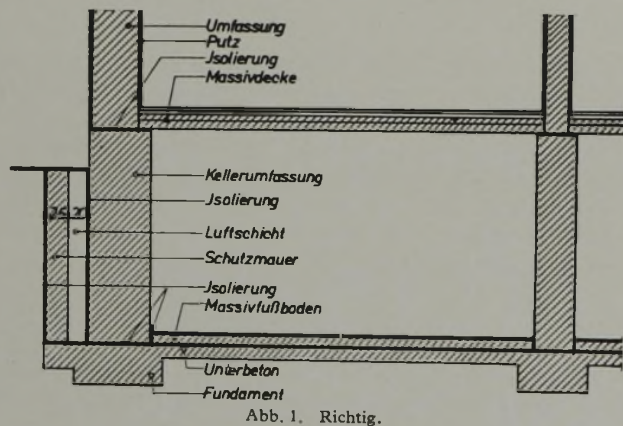 Umfassung
Putz
Jsolierung
Massivdecke
Kellerumfassung
Jsolierung
Luftschicht
Schutzmauer
Jsolierung
Massivfußboden
Unterbeton
Fundament
Abb. 1. Richtig.